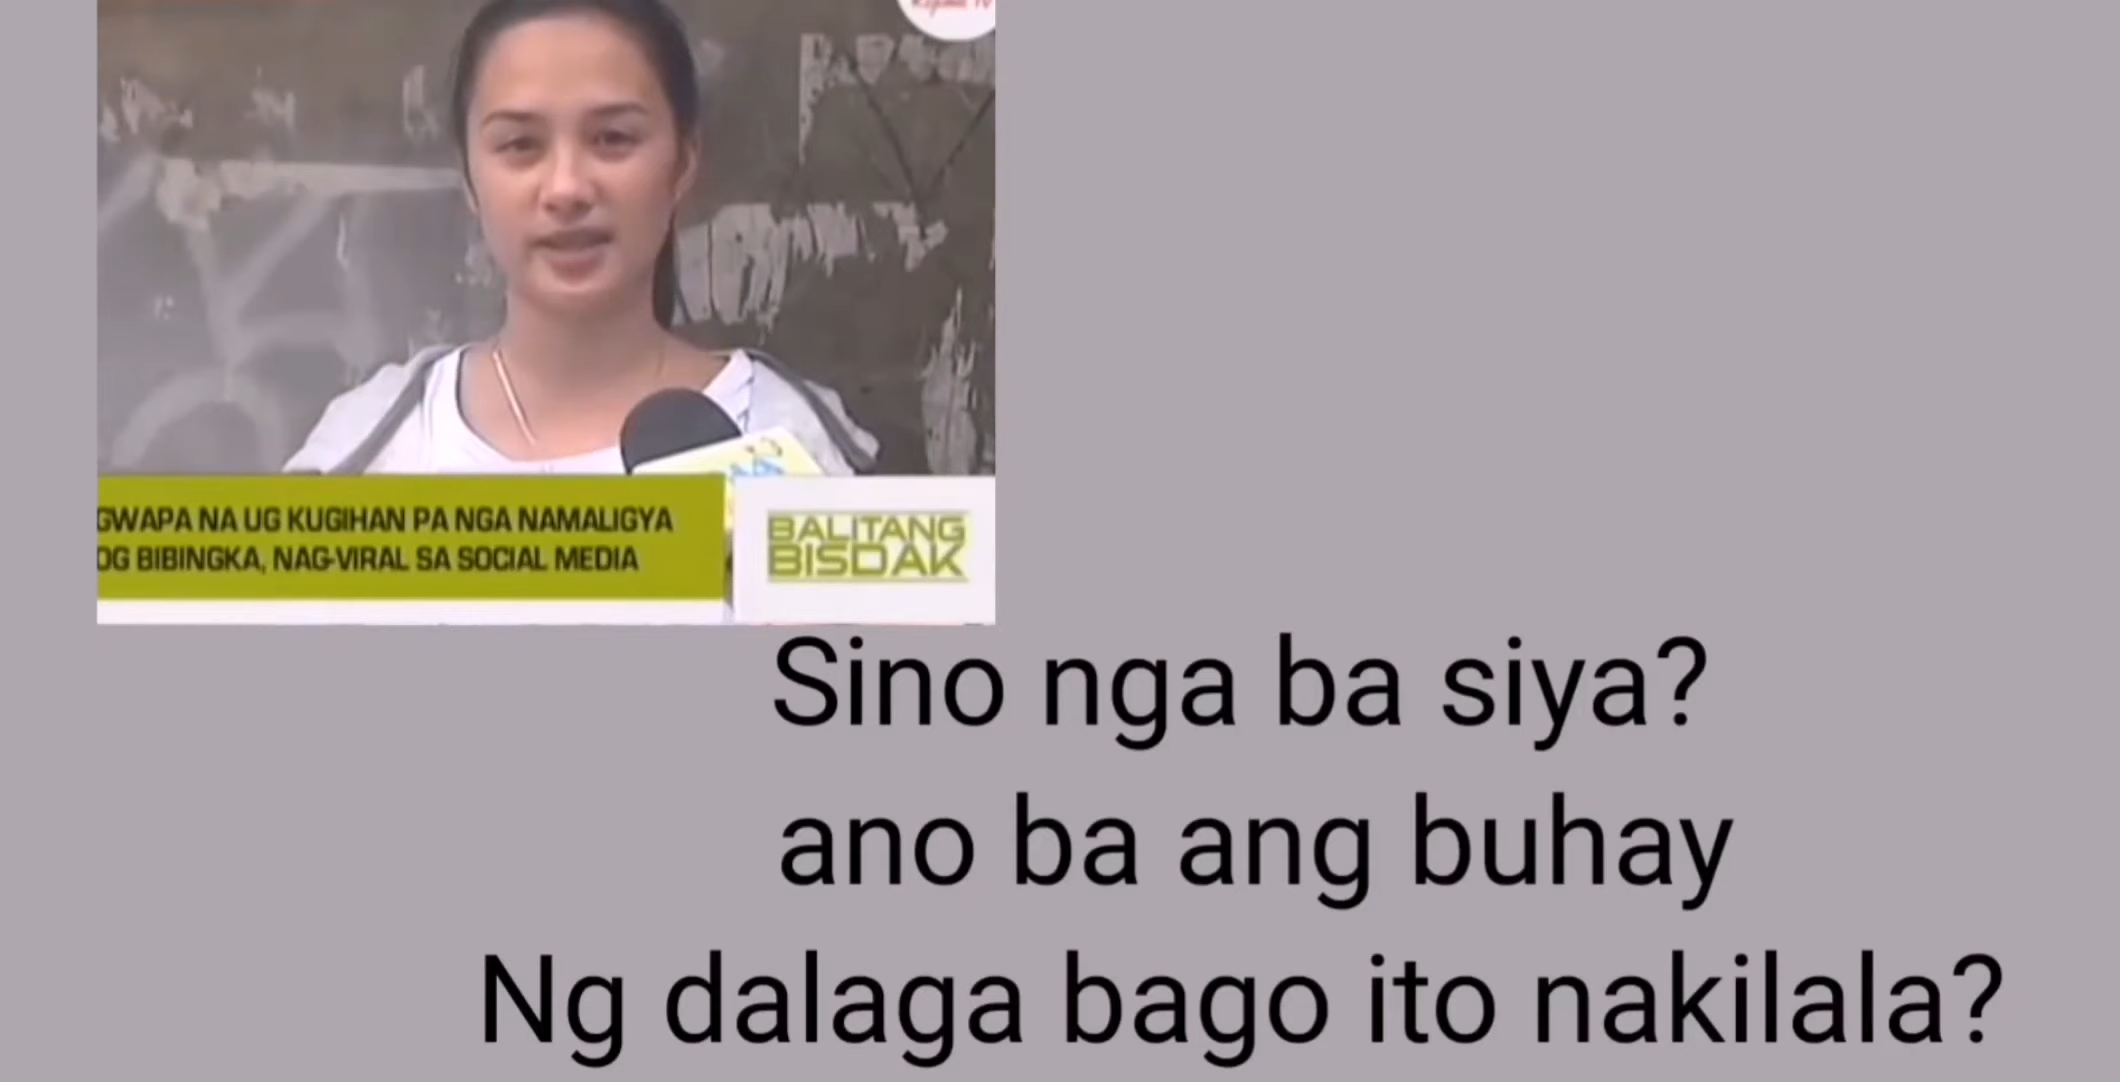 GWAPA NA UG KUGIHAN PA NGA NAMALIGYA
OG BIBINGKA, NAG-VIRAL SA SOCIAL MEDIA
BALITANG
BISDAK
Sino nga ba siya?
ano ba ang buhay
Ng dalaga bago ito nakilala?